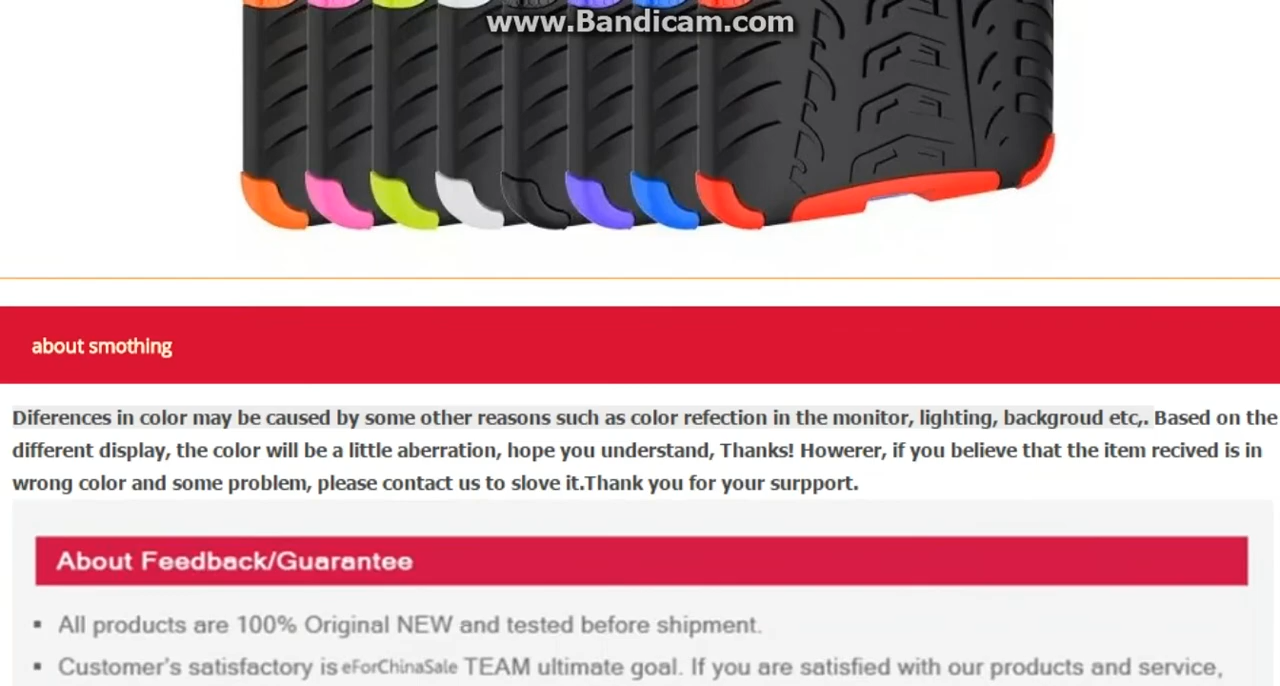 www.Bandicam.com
about smothing
Diferences in color may be caused by some other reasons such as color refection in the monitor, lighting, backgroud etc,. Based on the
different display, the color will be a little aberration, hope you understand, Thanks! Howerer, if you believe that the item recived is in
wrong color and some problem, please contact us to slove it.Thank you for your surpport.
About Feedback/Guarantee
▪ All products are 100% Original NEW and tested before shipment.
▪ Customer's satisfactory is eForChinaSale TEAM ultimate goal. If you are satisfied with our products and service,